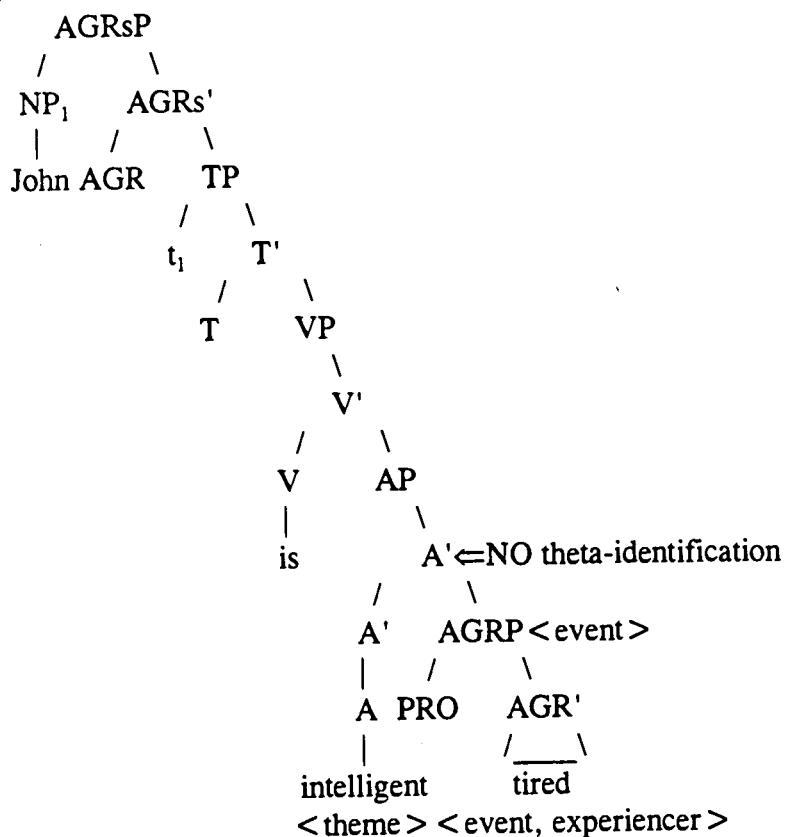 AGRsP
NP₁ AGRs'
John AGR TP
t₁ T'
T VP
V'
V AP
is A'⇐NO theta-identification
A' AGRP<event>
A PRO AGR'
intelligent tired
<theme> <event, experiencer>